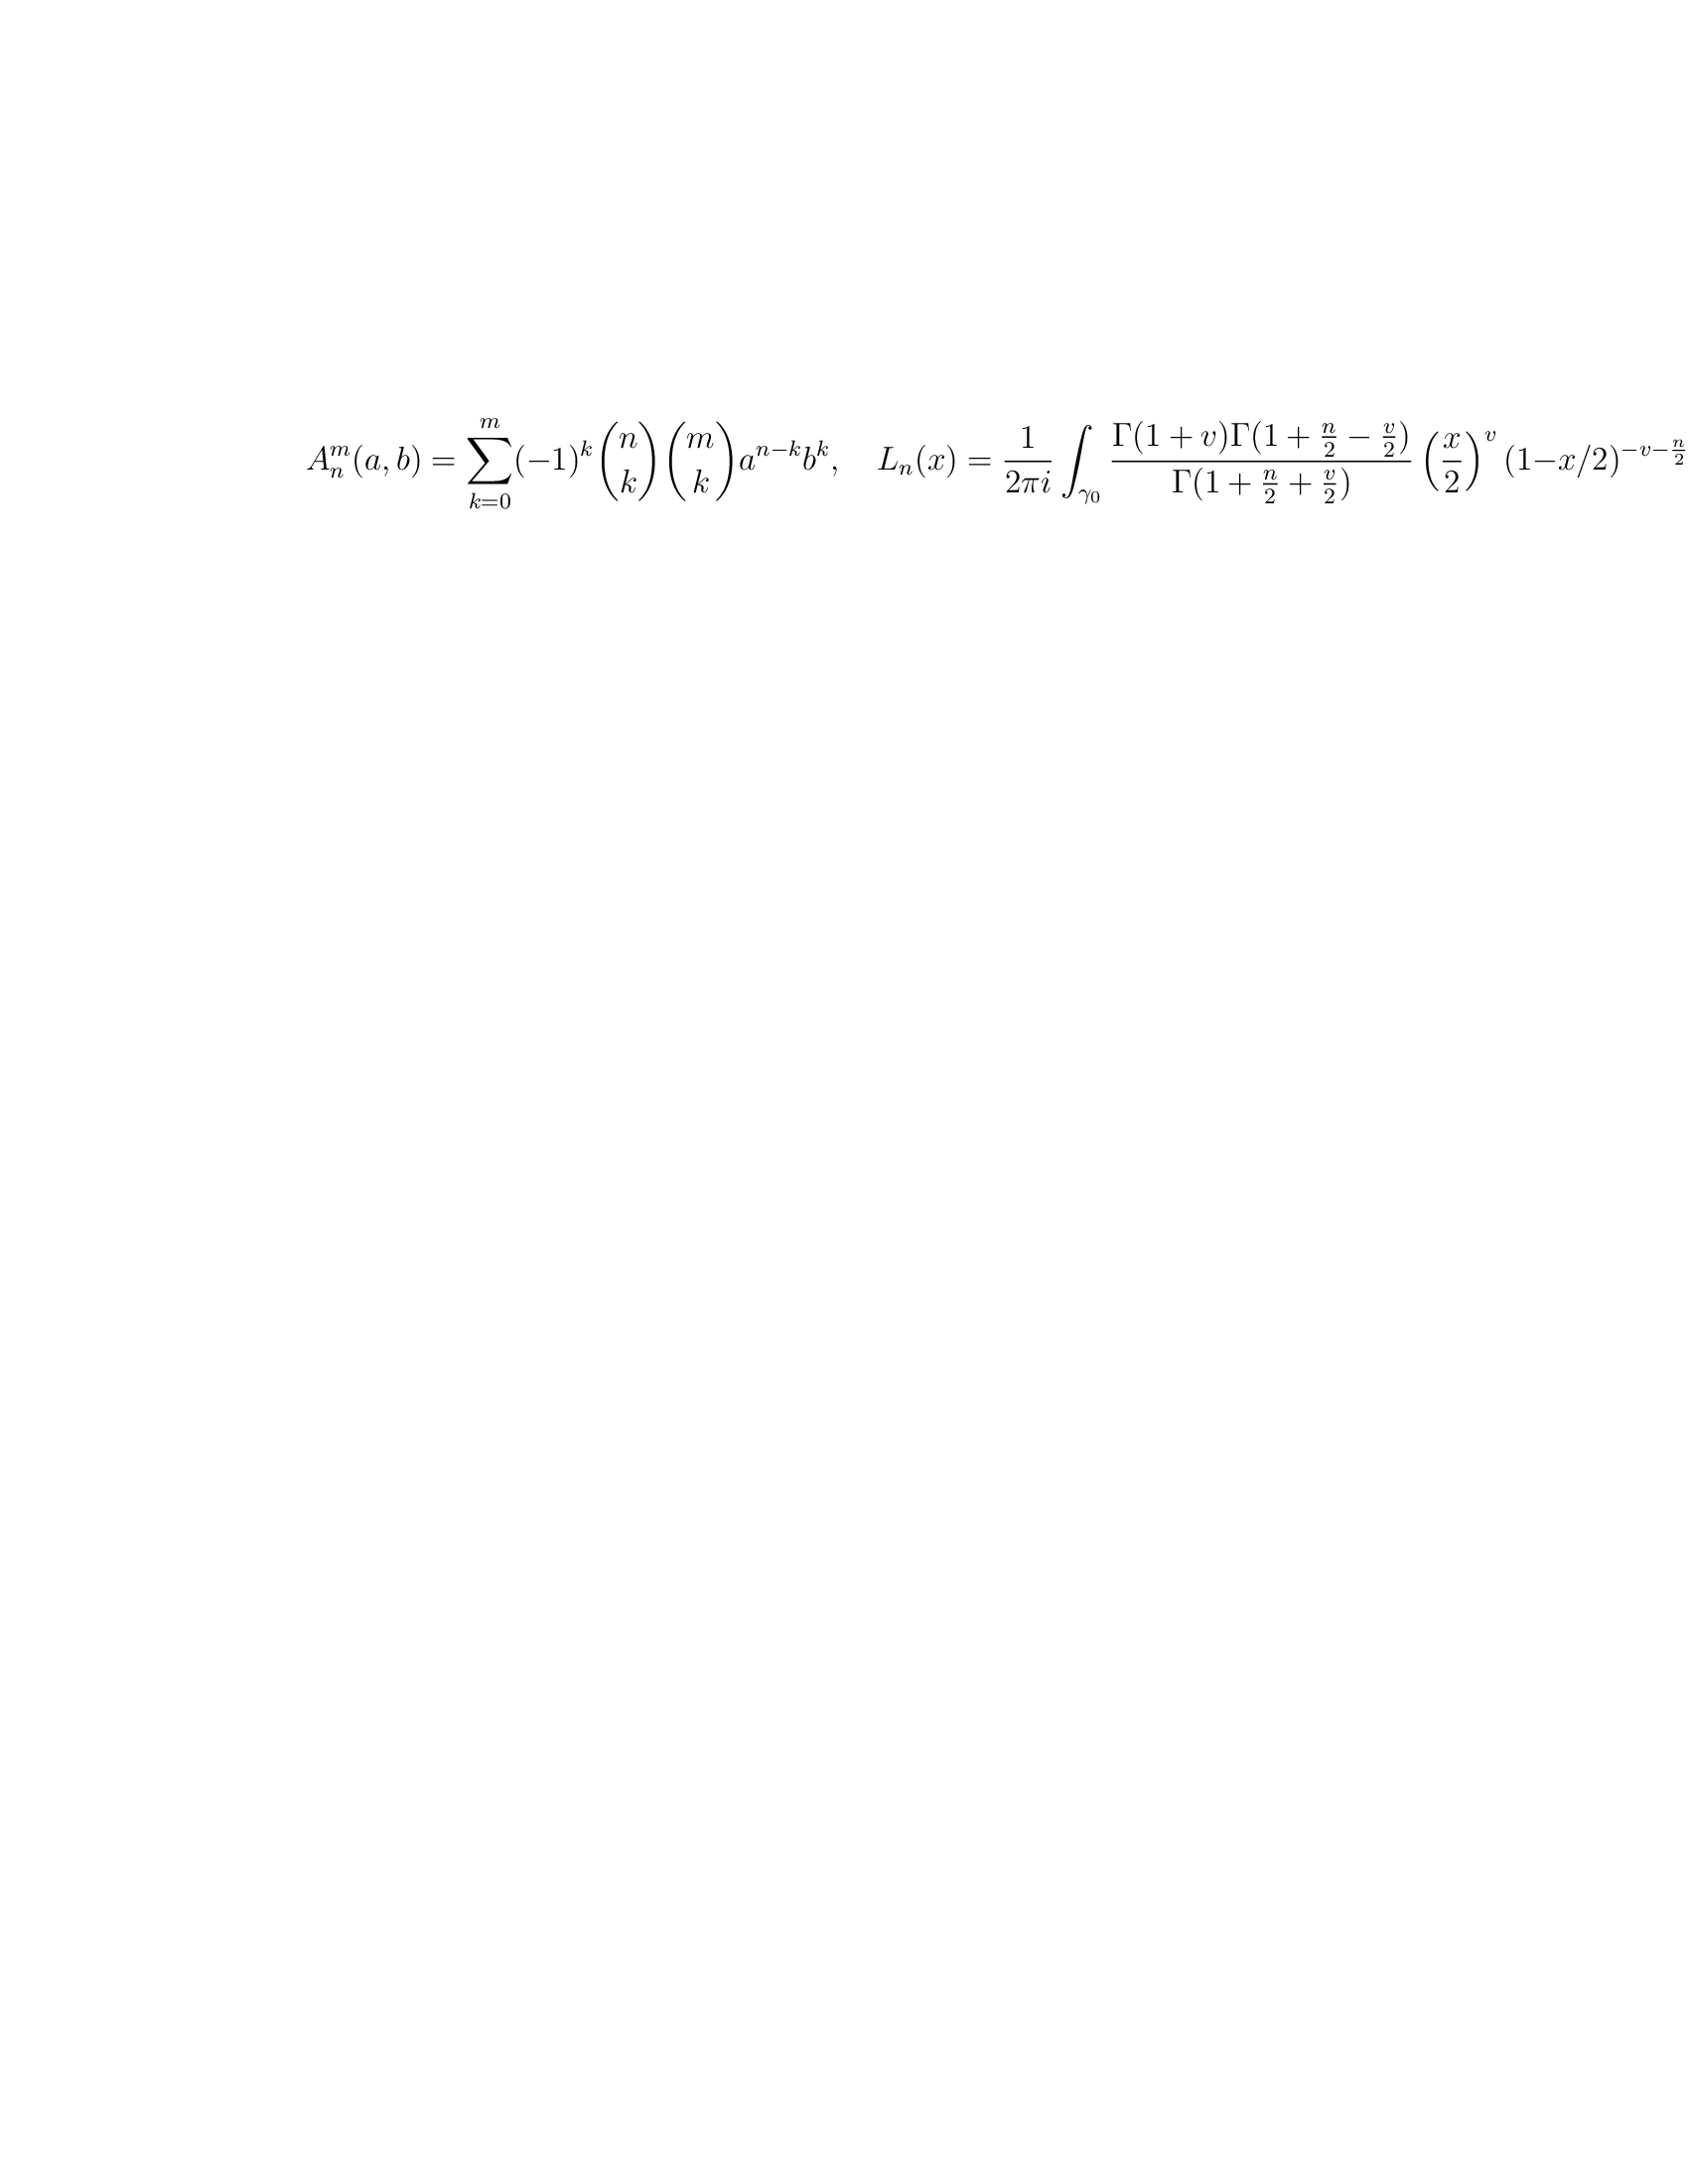 $A_n^m(a,b) = \sum_{k=0}^{m} (-1)^k \binom{n}{k} \binom{m}{k} a^{n-k} b^k, \quad L_n(x) = \frac{1}{2\pi i} \int_{\gamma_0} \frac{\Gamma(1+v)\Gamma(1+\frac{n}{2}-\frac{v}{2})}{\Gamma(1+\frac{n}{2}+\frac{v}{2})} \left(\frac{x}{2}\right)^v (1-x/2)^{-v-\frac{n}{2}}$